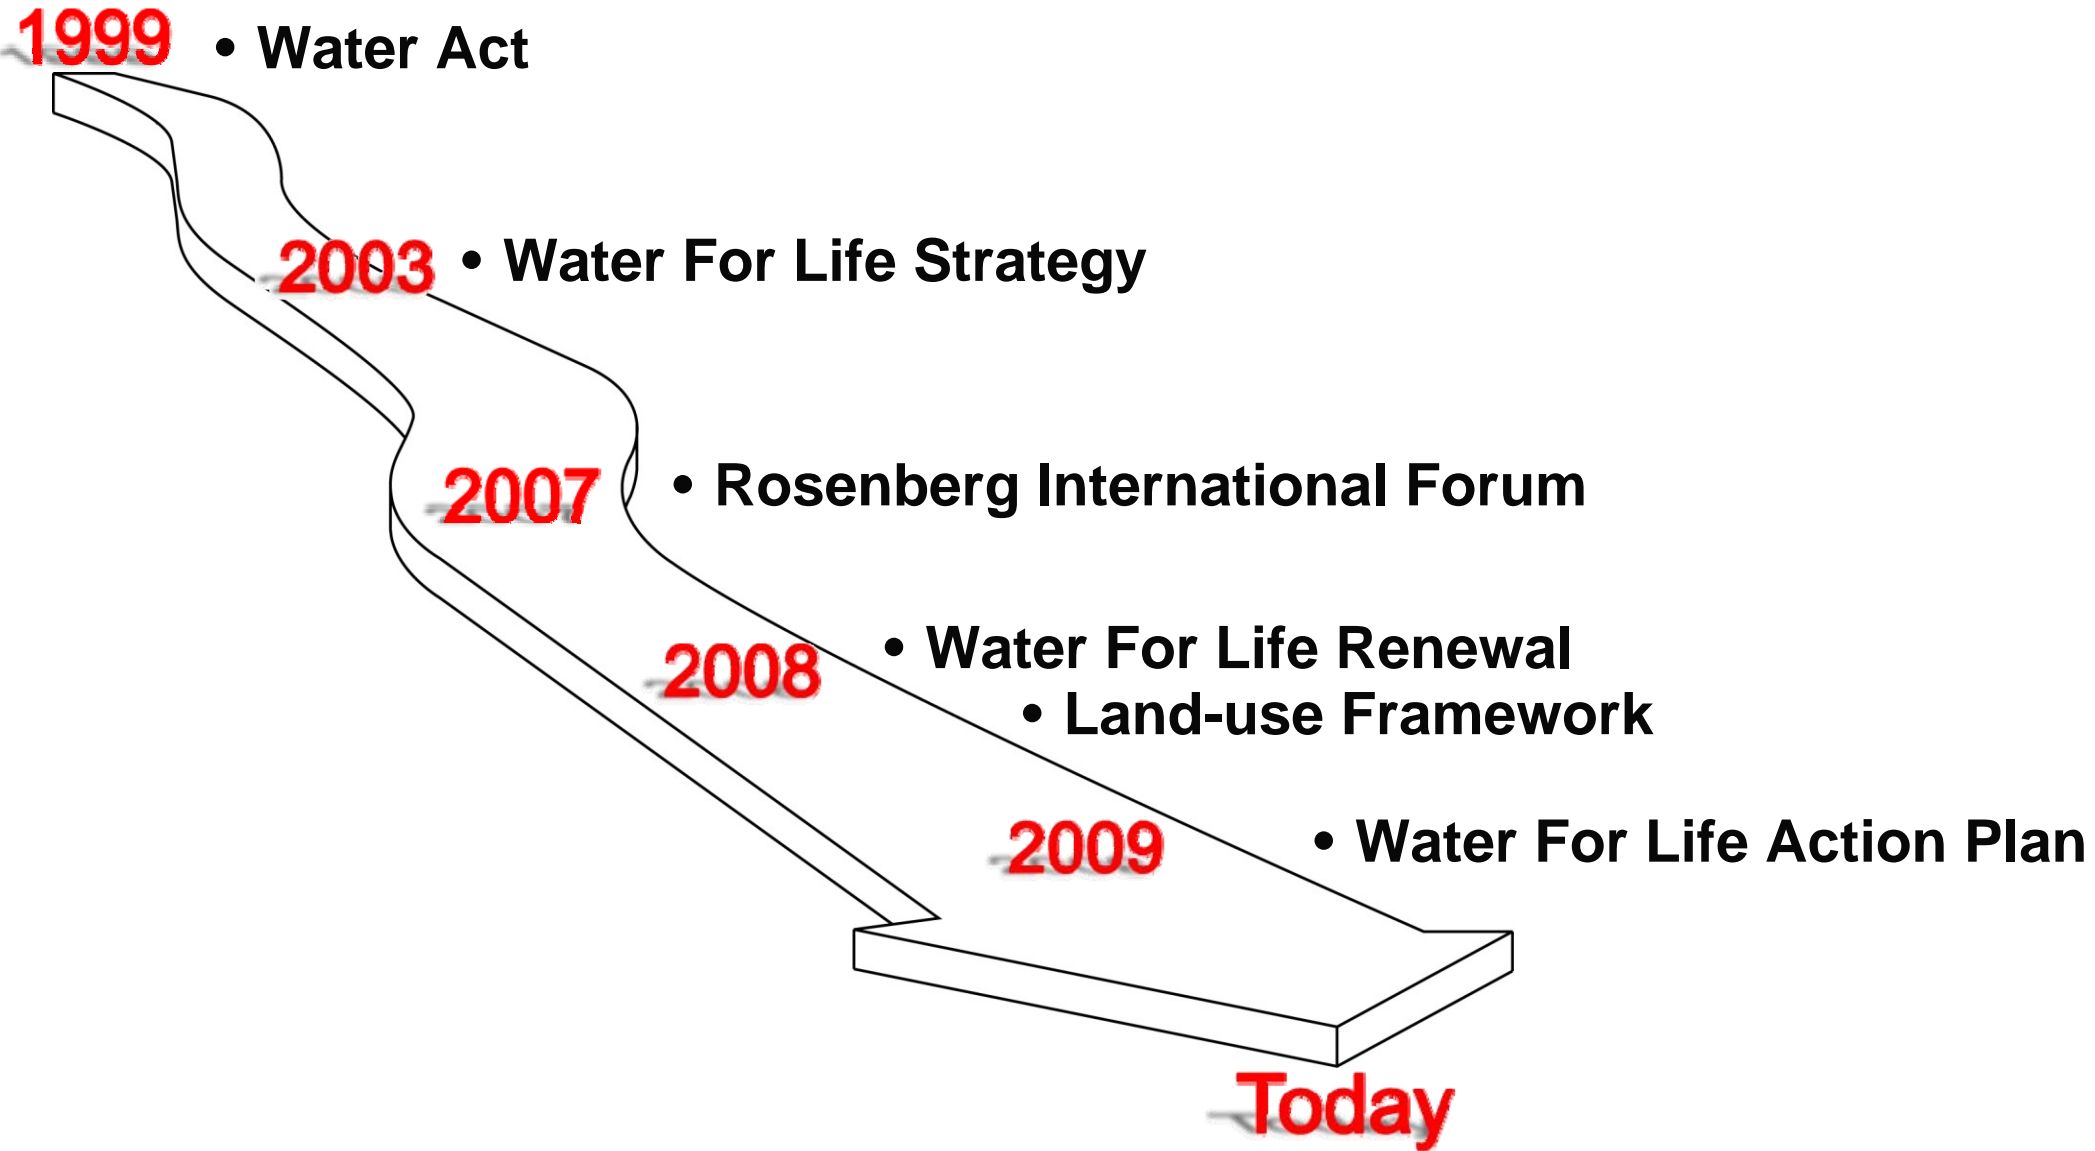 1999
• Water Act
2003
• Water For Life Strategy
2007
• Rosenberg International Forum
2008
• Water For Life Renewal
• Land-use Framework
2009
• Water For Life Action Plan
Today